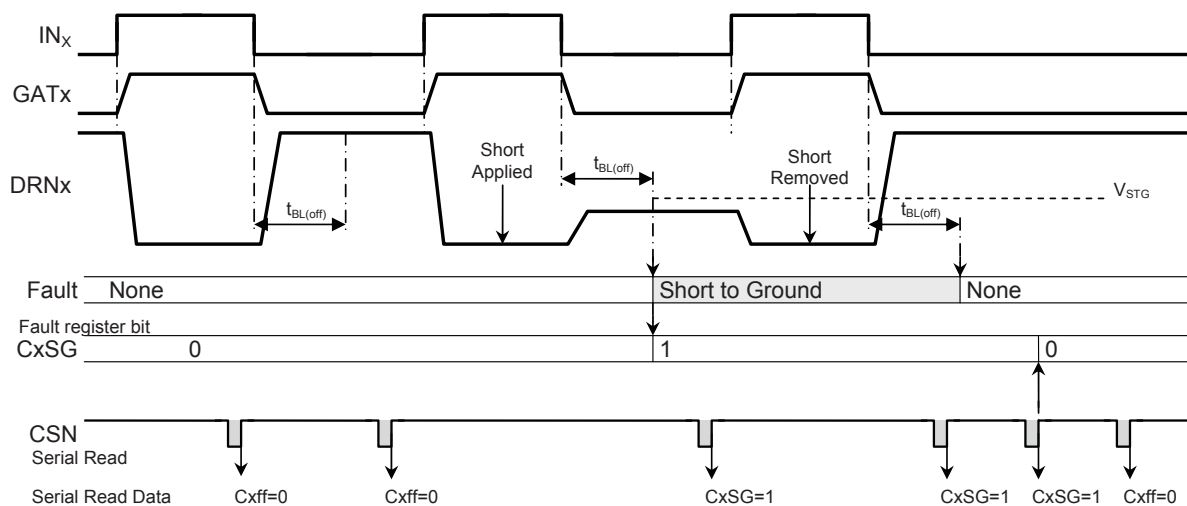 INX
GATx
DRNx
Short
Applied
tBL(off)
Short
Removed
VSTG
tBL(off)
tBL(off)
Fault None Short to Ground None
Fault register bit
CxSG 0 1 0
CSN
Serial Read
Serial Read Data Cxff=0 Cxff=0 CxSG=1 CxSG=1 CxSG=1 Cxff=0